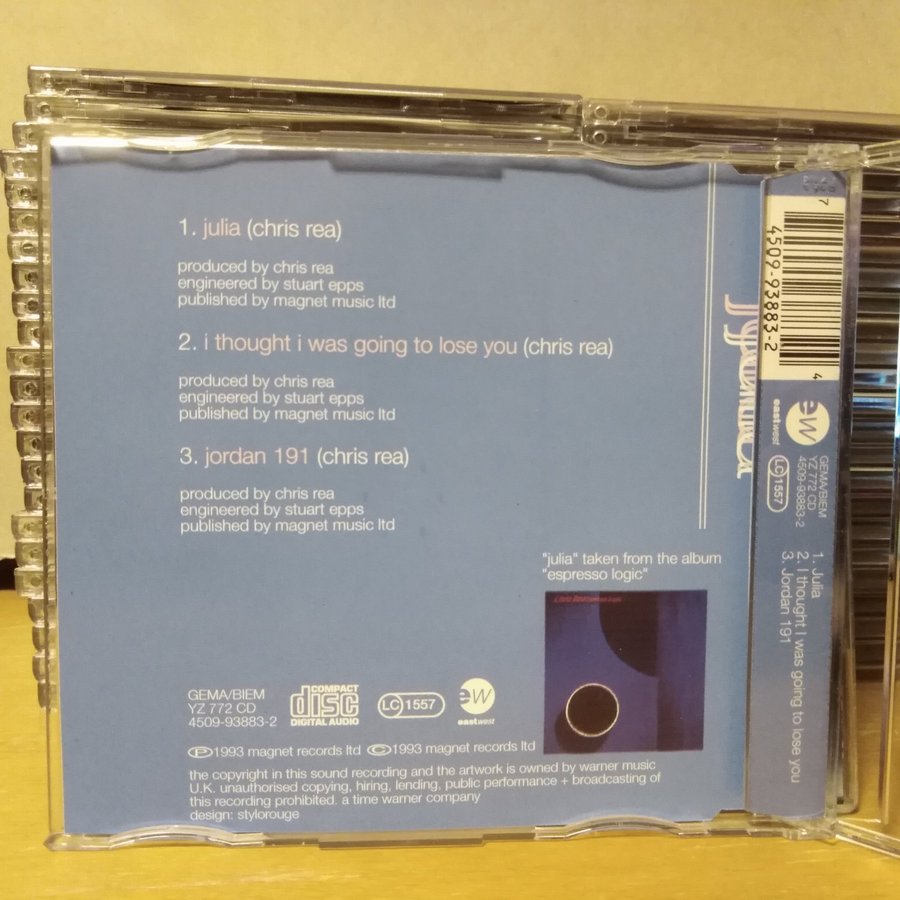 1. julia (chris rea)
produced by chris rea
engineered by stuart epps
published by magnet music ltd
2. i thought i was going to lose you (chris rea)
produced by chris rea
engineered by stuart epps
published by magnet music ltd
3. jordan 191 (chris rea)
produced by chris rea
engineered by stuart epps
published by magnet music ltd
"julia" taken from the album
"espresso logic"
GEMA/BIEM
YZ 772 CD
4509-93883-2
COMPACT
disc
DIGITAL AUDIO
LC 1557
ew
eastwest
Ⓟ1993 magnet records ltd ©1993 magnet records ltd
the copyright in this sound recording and the artwork is owned by warner music
U.K. unauthorised copying, hiring, lending, public performance + broadcasting of
this recording prohibited. a time warner company
design: stylorouge
7
4509-93883-2
4
ew
eastwest
LC 1557
GEMA/BIEM
YZ 772 CD
4509-93883-2
1. Julia
2. I thought I was going to lose you
3. Jordan 191